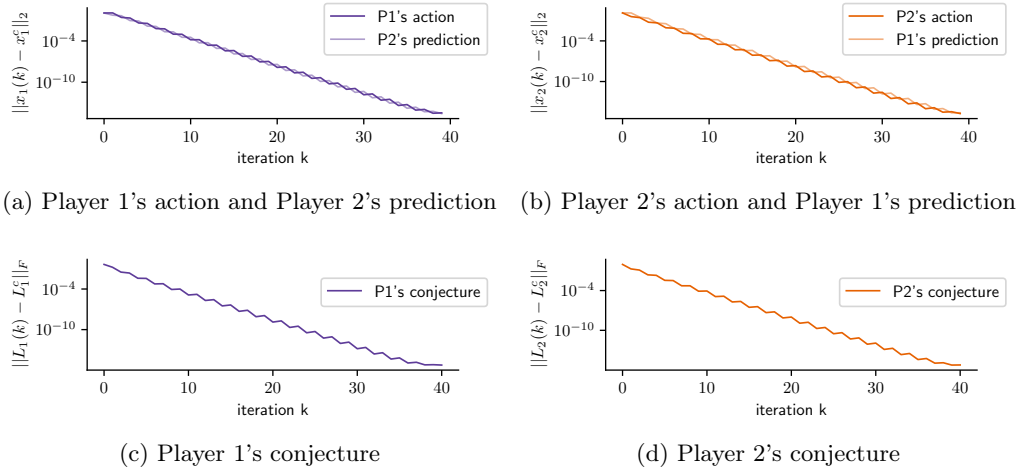 ||x_1(k) − x_1^c||_2
10^{−4}
10^{−10}
P1's action
P2's prediction
0 10 20 30 40
iteration k
(a) Player 1's action and Player 2's prediction
||x_2(k) − x_2^c||_2
10^{−4}
10^{−10}
P2's action
P1's prediction
0 10 20 30 40
iteration k
(b) Player 2's action and Player 1's prediction
||L_1(k) − L_1^c||_F
10^{−4}
10^{−10}
P1's conjecture
0 10 20 30 40
iteration k
(c) Player 1's conjecture
||L_2(k) − L_2^c||_F
10^{−4}
10^{−10}
P2's conjecture
0 10 20 30 40
iteration k
(d) Player 2's conjecture